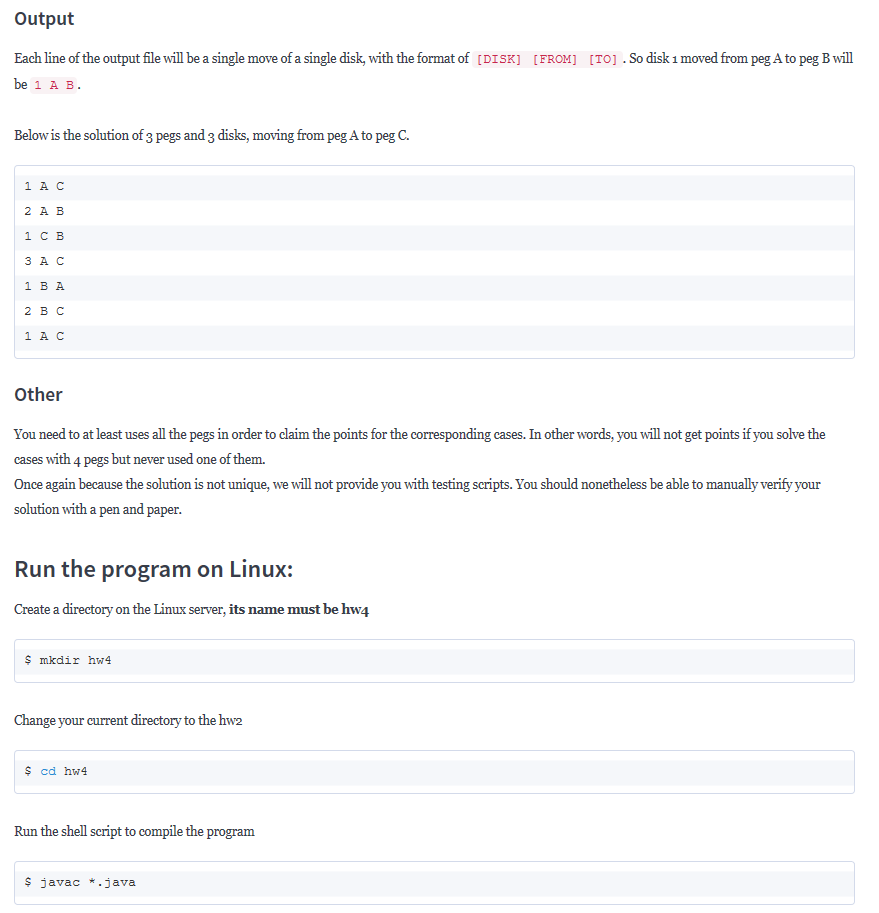 Output
Each line of the output file will be a single move of a single disk, with the format of [DISK] [FROM] [TO] . So disk 1 moved from peg A to peg B will
be 1 A B .
Below is the solution of 3 pegs and 3 disks, moving from peg A to peg C.
1 A C
2 A B
1 C B
3 A C
1 B A
2 B C
1 A C
Other
You need to at least uses all the pegs in order to claim the points for the corresponding cases. In other words, you will not get points if you solve the
cases with 4 pegs but never used one of them.
Once again because the solution is not unique, we will not provide you with testing scripts. You should nonetheless be able to manually verify your
solution with a pen and paper.
Run the program on Linux:
Create a directory on the Linux server, its name must be hw4
$ mkdir hw4
Change your current directory to the hw2
$ cd hw4
Run the shell script to compile the program
$ javac *.java